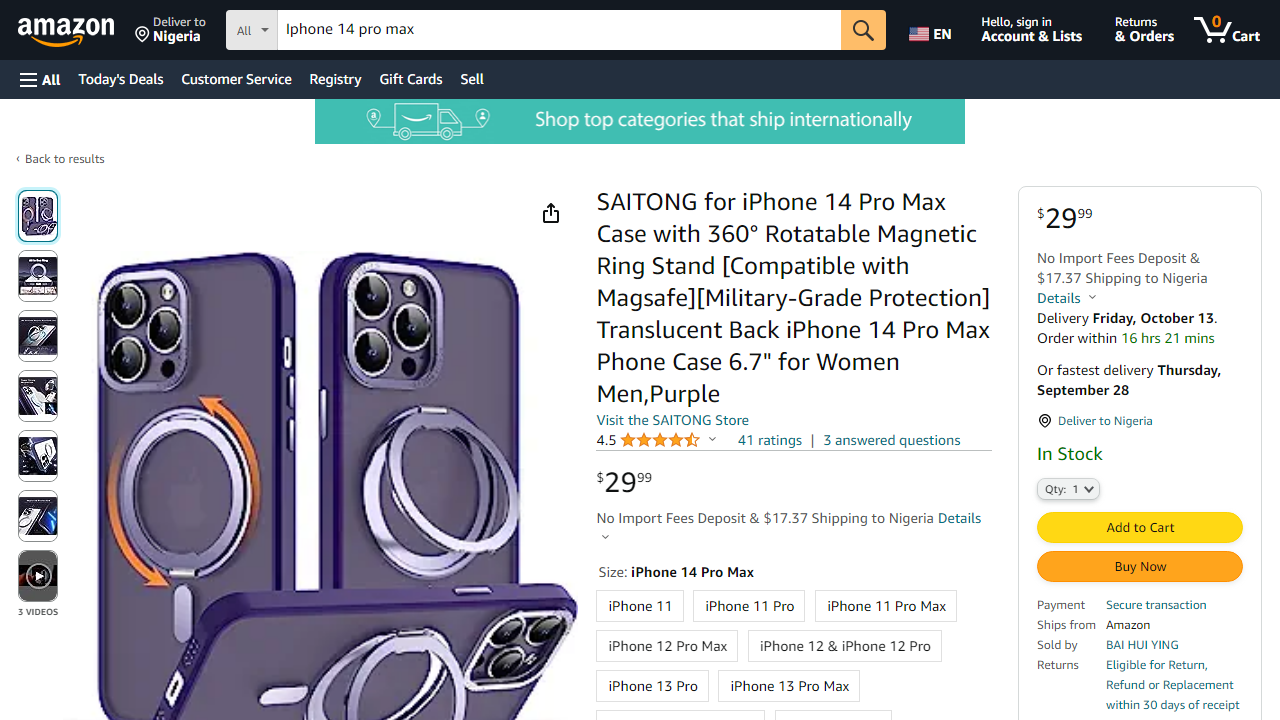 amazon
Deliver to
Nigeria
All
Iphone 14 pro max
EN
Hello, sign in
Account & Lists
Returns
& Orders
0
Cart
All
Today's Deals
Customer Service
Registry
Gift Cards
Sell
Shop top categories that ship internationally
‹ Back to results
SAITONG for iPhone 14 Pro Max
Case with 360° Rotatable Magnetic
Ring Stand [Compatible with
Magsafe][Military-Grade Protection]
Translucent Back iPhone 14 Pro Max
Phone Case 6.7" for Women
Men,Purple
Visit the SAITONG Store
4.5
41 ratings | 3 answered questions
$29.99
No Import Fees Deposit & $17.37 Shipping to Nigeria Details
Size: iPhone 14 Pro Max
iPhone 11
iPhone 11 Pro
iPhone 11 Pro Max
iPhone 12 Pro Max
iPhone 12 & iPhone 12 Pro
iPhone 13 Pro
iPhone 13 Pro Max
3 VIDEOS
$29.99
No Import Fees Deposit &
$17.37 Shipping to Nigeria
Details
Delivery Friday, October 13.
Order within 16 hrs 21 mins
Or fastest delivery Thursday,
September 28
Deliver to Nigeria
In Stock
Qty: 1
Add to Cart
Buy Now
Payment Secure transaction
Ships from Amazon
Sold by BAI HUI YING
Returns Eligible for Return,
Refund or Replacement
within 30 days of receipt